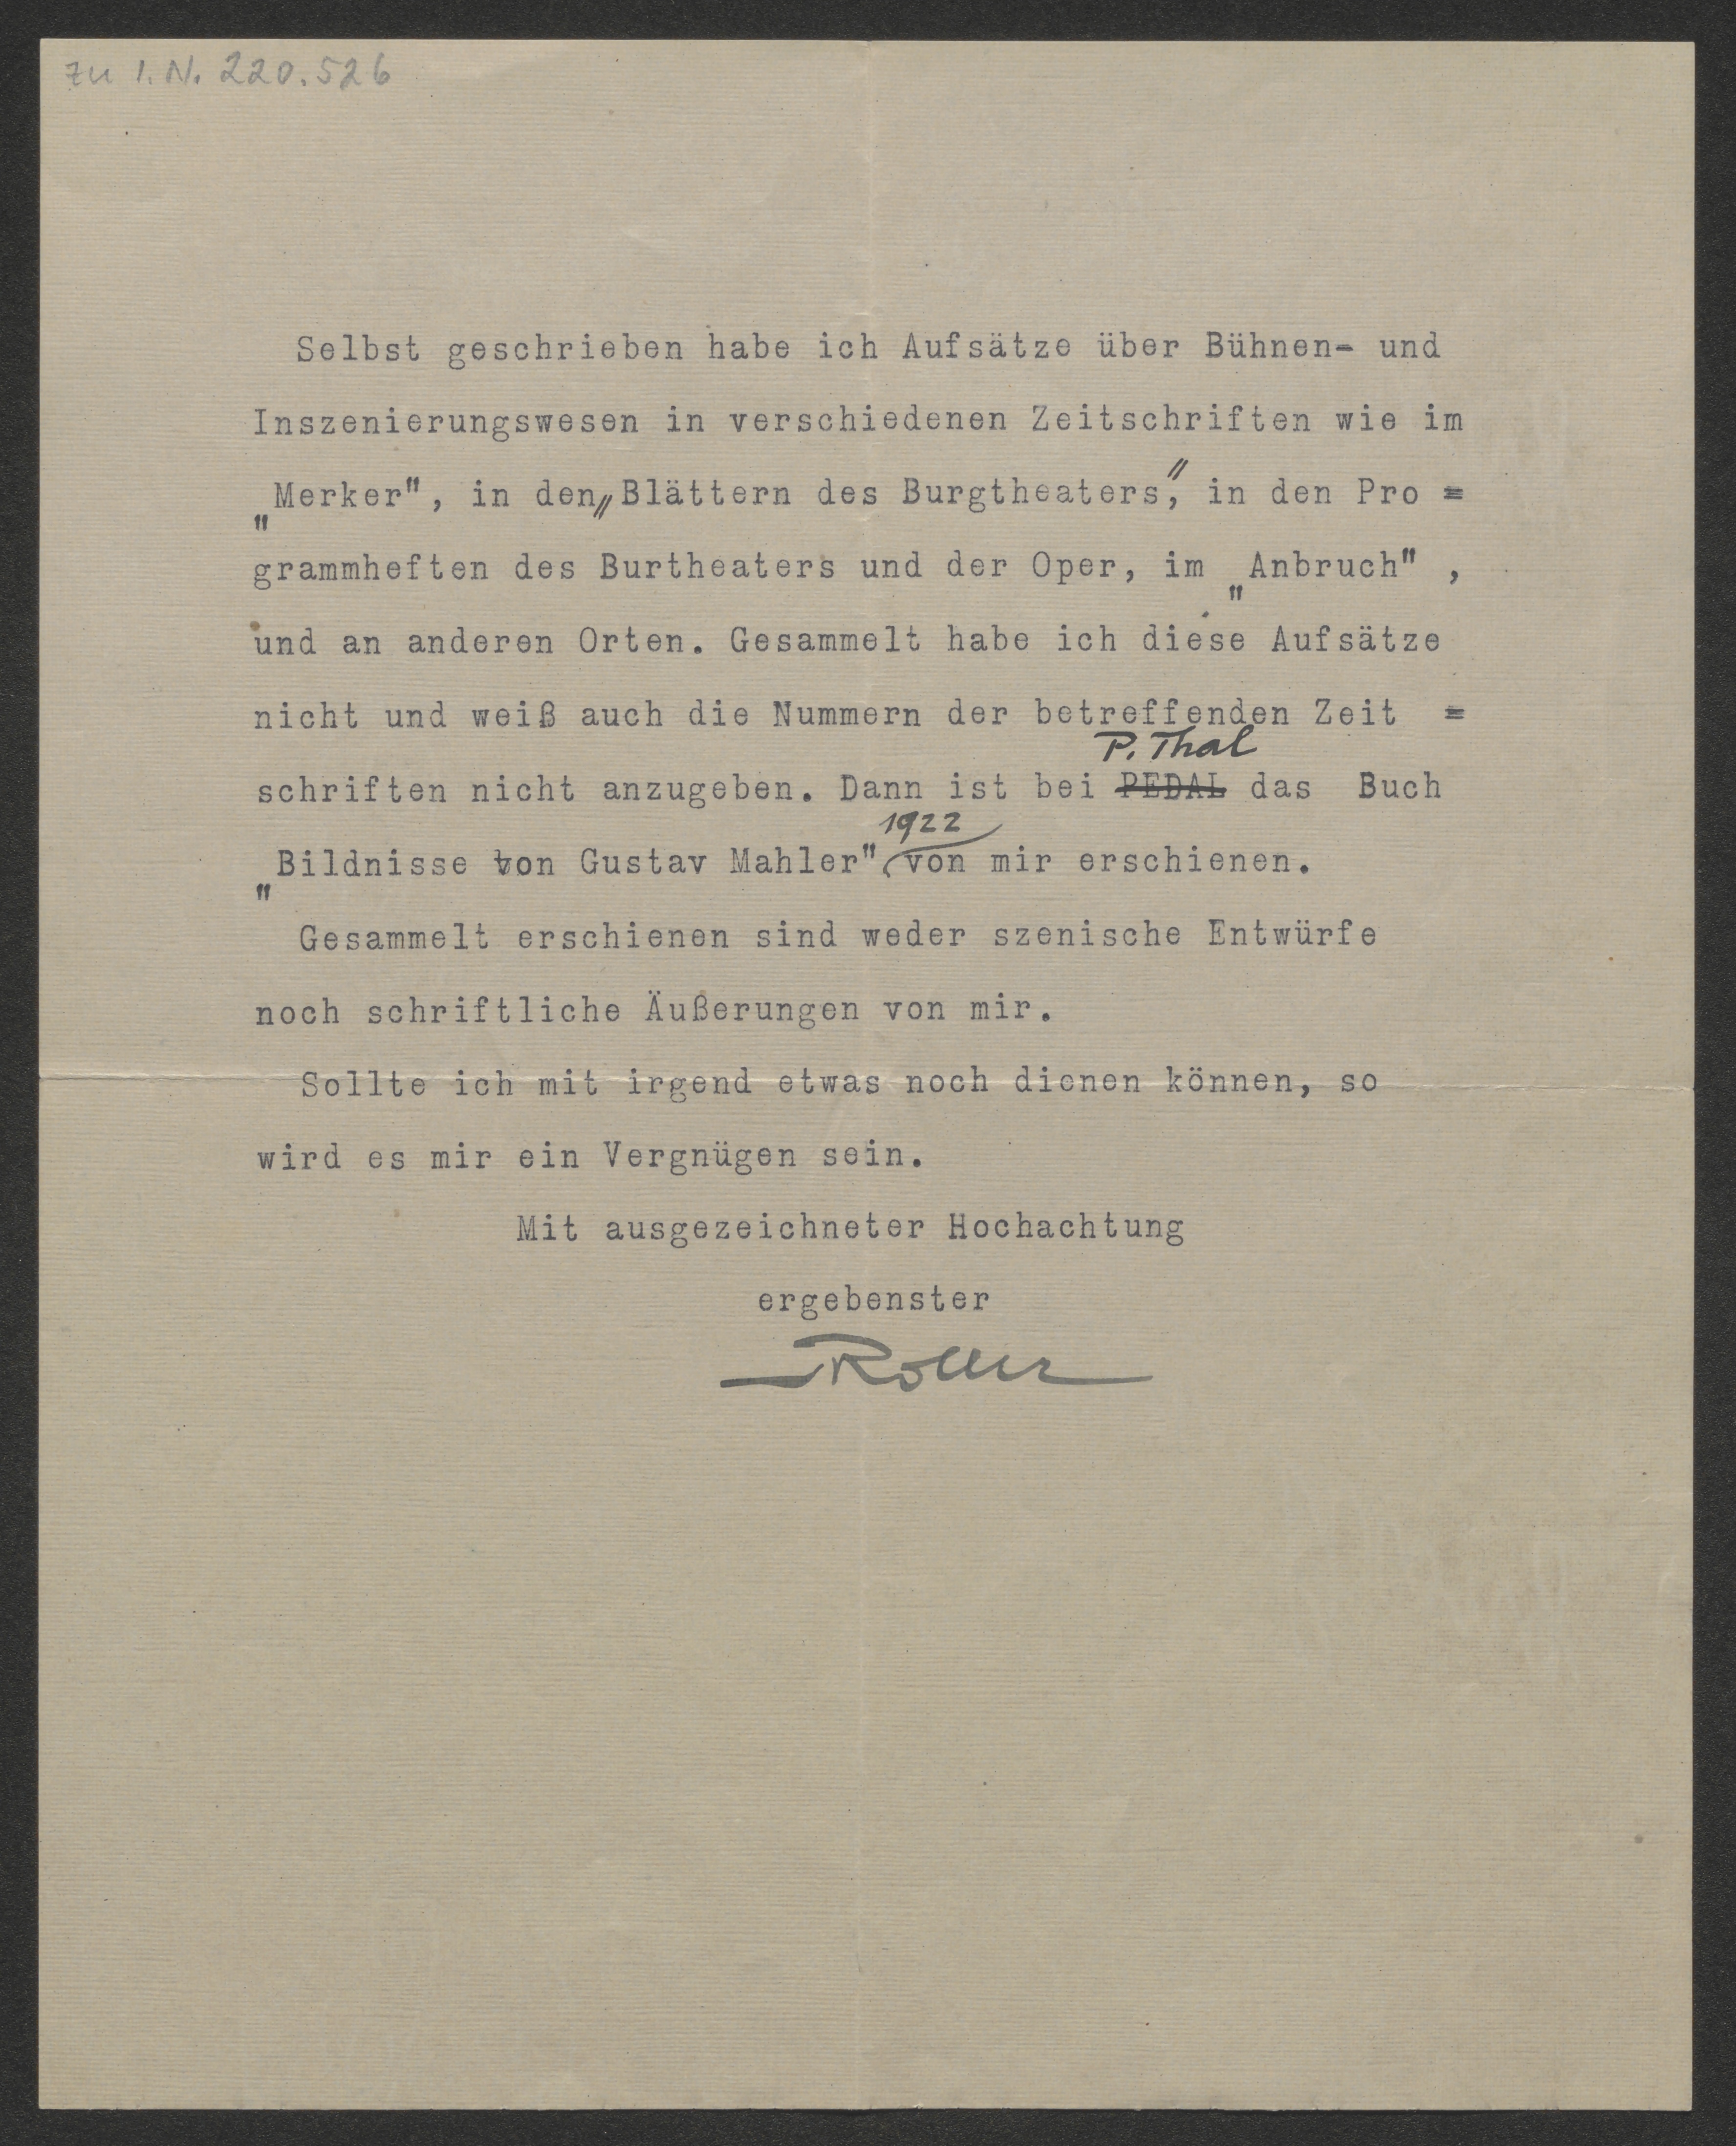 zu I.N. 220.526
Selbst geschrieben habe ich Aufsätze über Bühnen- und
Inszenierungswesen in verschiedenen Zeitschriften wie im
„Merker", in den „Blättern des Burgtheaters", in den Pro =
grammheften des Burtheaters und der Oper, im „Anbruch" ,
und an anderen Orten. Gesammelt habe ich diese Aufsätze
nicht und weiß auch die Nummern der betreffenden Zeit =
P. Thal
schriften nicht anzugeben. Dann ist bei PEDAL das Buch
1922
„Bildnisse von Gustav Mahler" von mir erschienen.
Gesammelt erschienen sind weder szenische Entwürfe
noch schriftliche Äußerungen von mir.
Sollte ich mit irgend etwas noch dienen können, so
wird es mir ein Vergnügen sein.
Mit ausgezeichneter Hochachtung
ergebenster
Roller